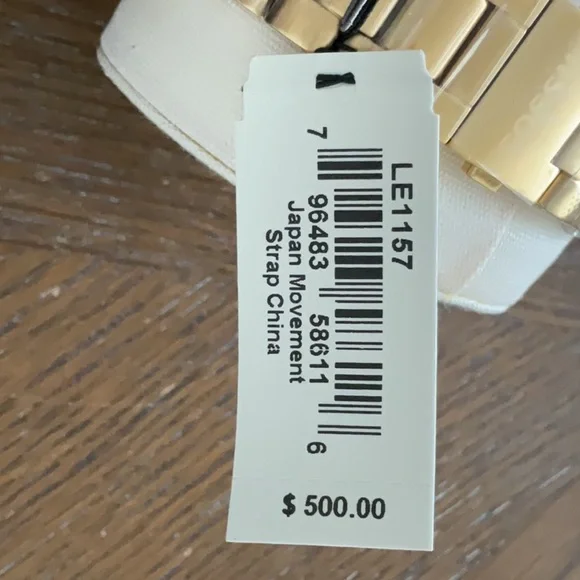 LE1157
7 96483 58611 6
Japan Movement
Strap China
$ 500.00